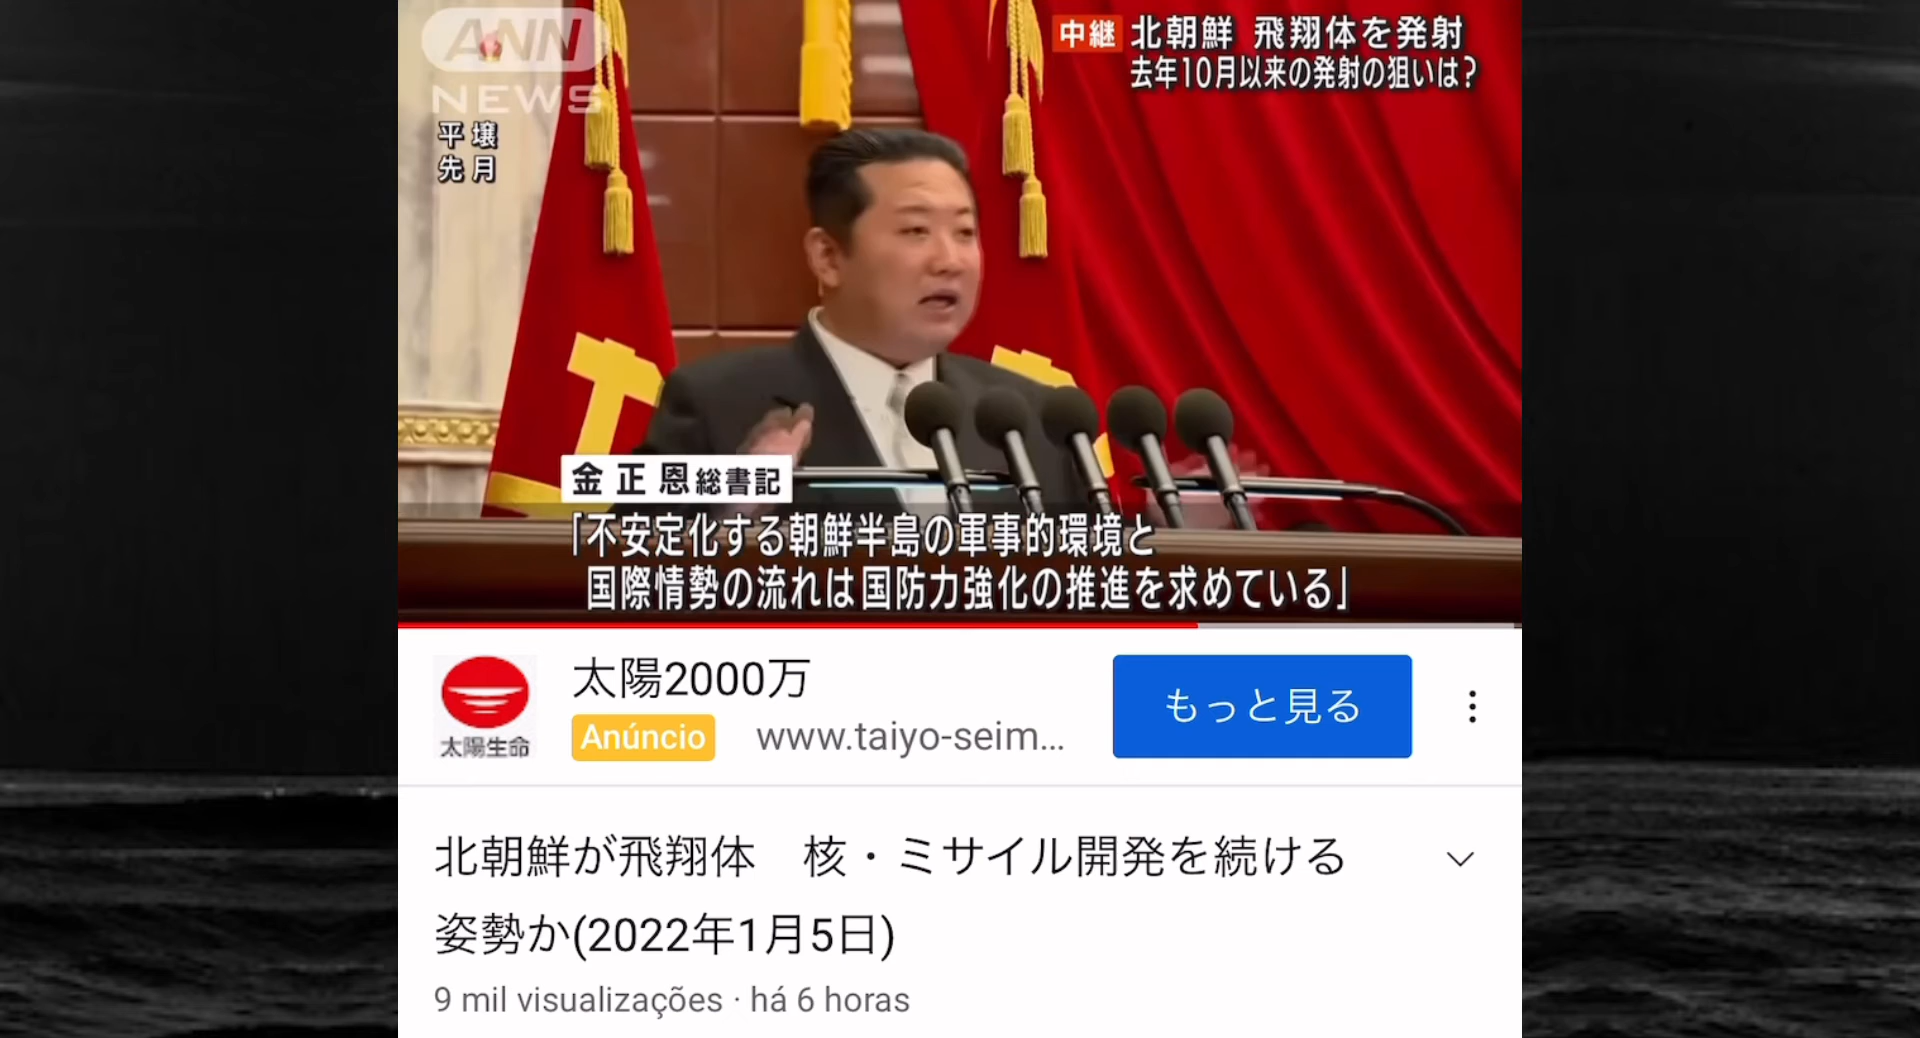 ANN
NEWS
平壌
先月
中継 北朝鮮 飛翔体を発射
去年10月以来の発射の狙いは?
金正恩総書記
「不安定化する朝鮮半島の軍事的環境と
国際情勢の流れは国防力強化の推進を求めている」
太陽生命
太陽2000万
Anúncio www.taiyo-seim...
もっと見る
北朝鮮が飛翔体　核・ミサイル開発を続ける
姿勢か(2022年1月5日)
9 mil visualizações · há 6 horas